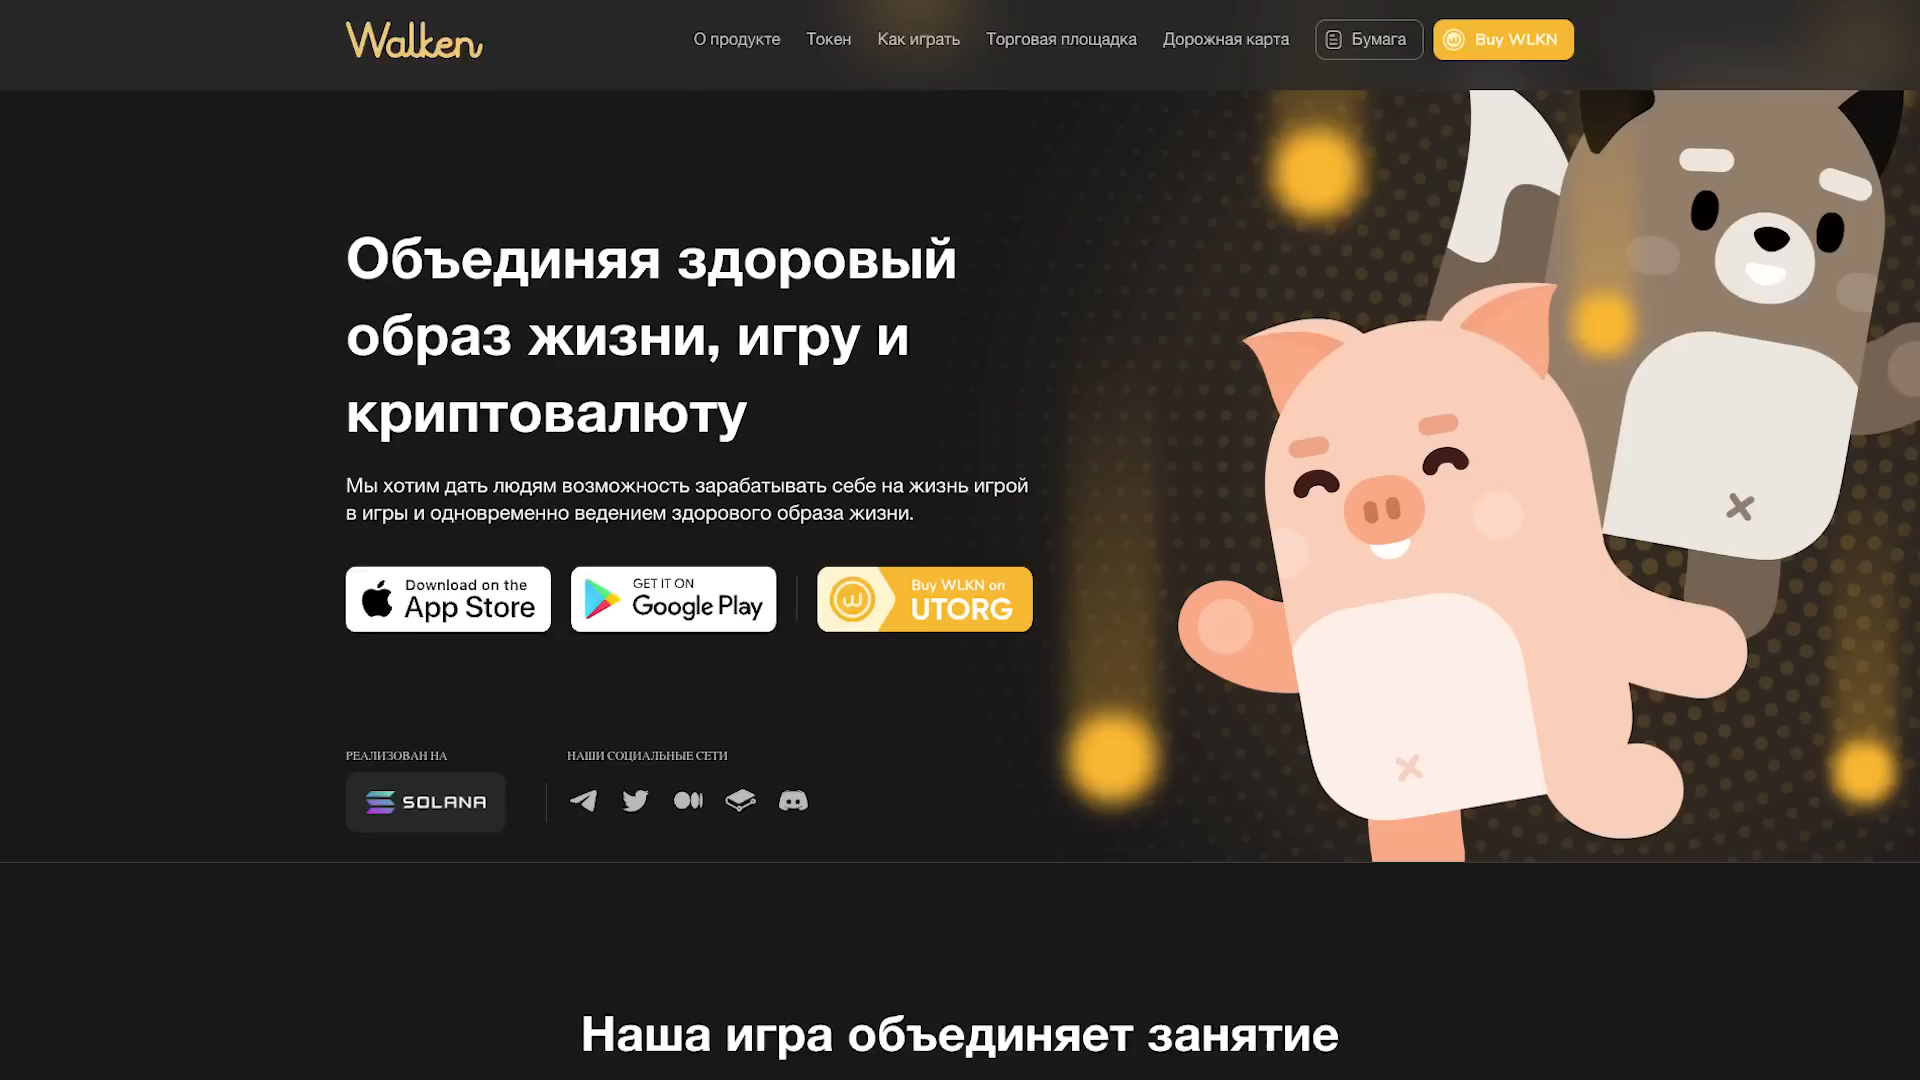 Walken
О продукте
Токен
Как играть
Торговая площадка
Дорожная карта
Бумага
Buy WLKN
Объединяя здоровый
образ жизни, игру и
криптовалюту
Мы хотим дать людям возможность зарабатывать себе на жизнь игрой
в игры и одновременно ведением здорового образа жизни.
Download on the
App Store
GET IT ON
Google Play
Buy WLKN on
UTORG
РЕАЛИЗОВАН НА
НАШИ СОЦИАЛЬНЫЕ СЕТИ
SOLANA
Наша игра объединяет занятие